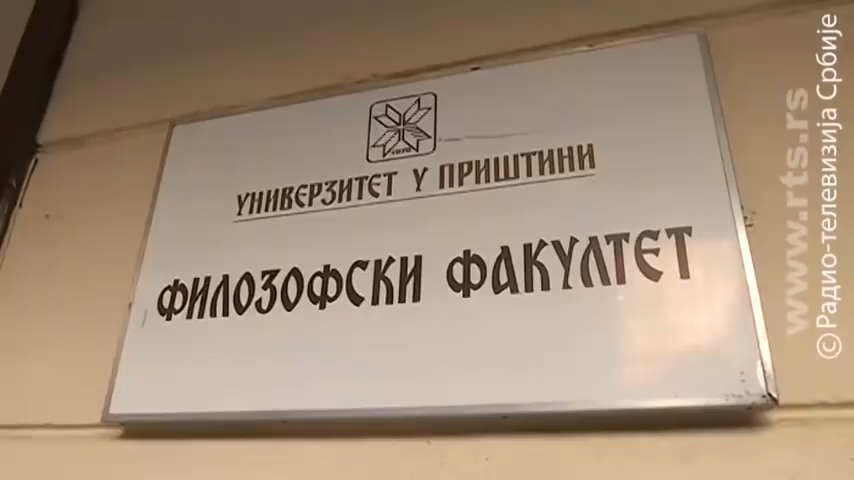 УНИВЕРЗИТЕТ У ПРИШТИНИ
ФИЛОЗОФСКИ ФАКУЛТЕТ
www.rts.rs
©Радио-телевизија Србије